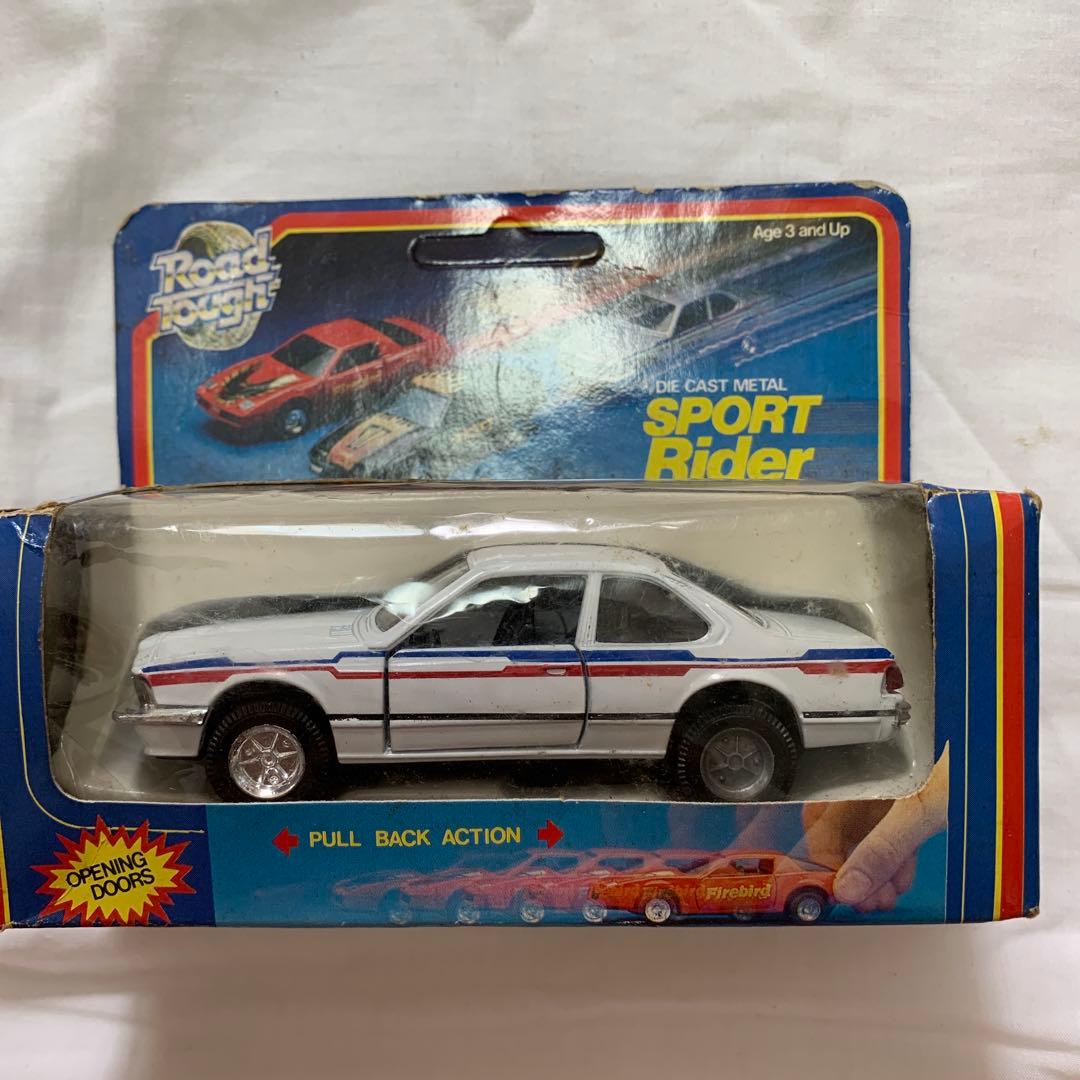 Age 3 and Up
Road
Tough
DIE CAST METAL
SPORT
Rider
PULL BACK ACTION
OPENING
DOORS
Firebird